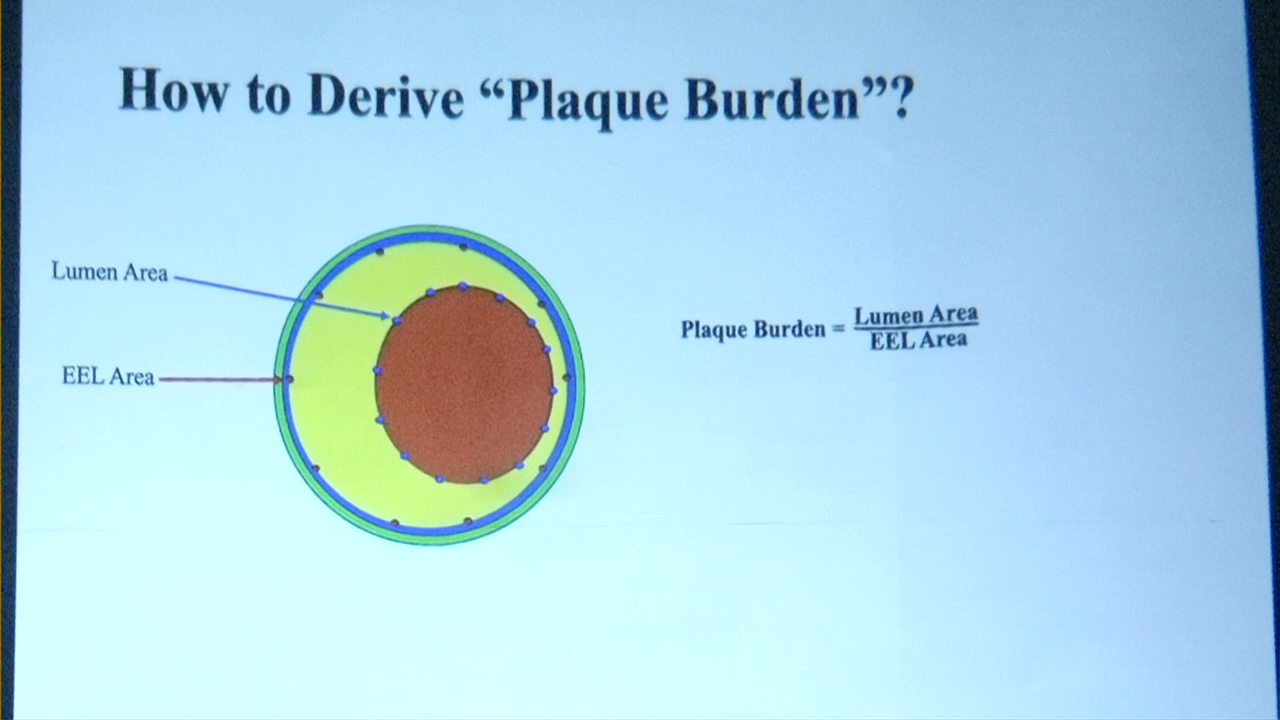 How to Derive “Plaque Burden”?
Lumen Area
EEL Area
Plaque Burden = Lumen Area
EEL Area